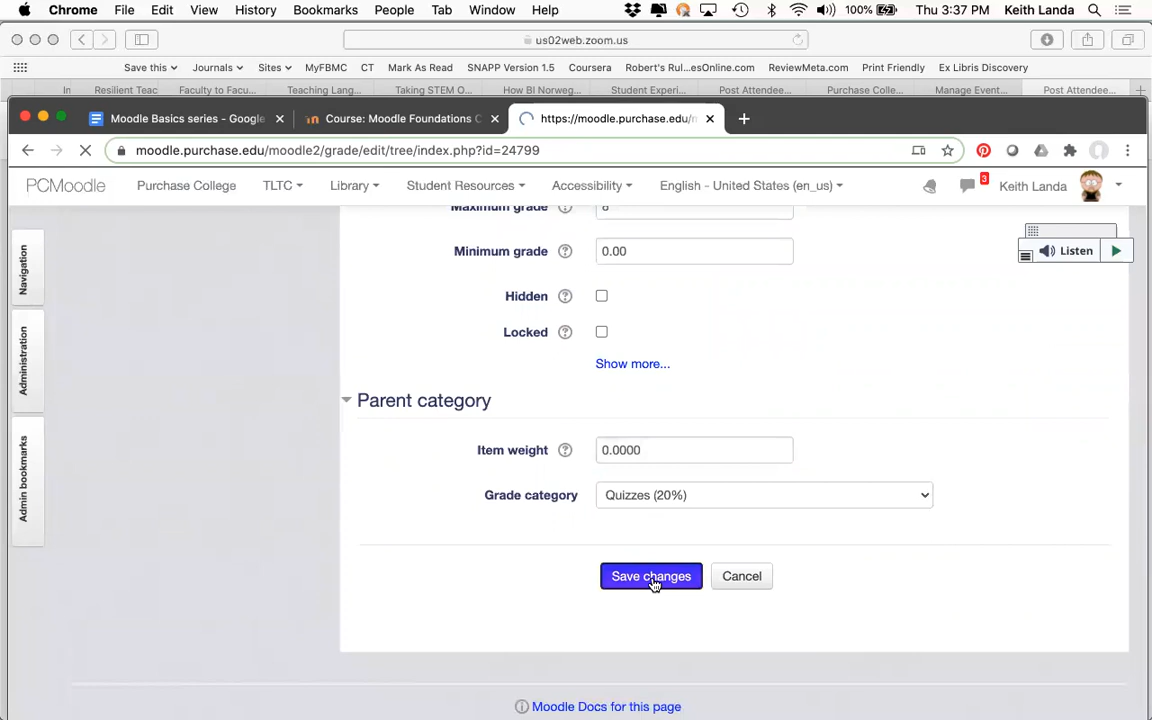 Chrome File Edit View History Bookmarks People Tab Window Help 100% Thu 3:37 PM Keith Landa
us02web.zoom.us
Save this Journals Sites MyFBMC CT Mark As Read SNAPP Version 1.5 Coursera Robert's Rul...esOnline.com ReviewMeta.com Print Friendly Ex Libris Discovery
In Resilient Teac Faculty to Facu... Teaching Lang... Taking STEM O... How BI Norweg... Student Experi... Post Attendee... Purchase Colle... Manage Event... Post Attendee...
Moodle Basics series - Google Course: Moodle Foundations C https://moodle.purchase.edu/
moodle.purchase.edu/moodle2/grade/edit/tree/index.php?id=24799
PCMoodle Purchase College TLTC Library Student Resources Accessibility English - United States (en_us) 3 Keith Landa
Maximum grade 8
Listen
Minimum grade 0.00
Navigation
Hidden
Locked
Administration
Show more...
Parent category
Item weight 0.0000
Admin bookmarks
Grade category Quizzes (20%)
Save changes Cancel
Moodle Docs for this page